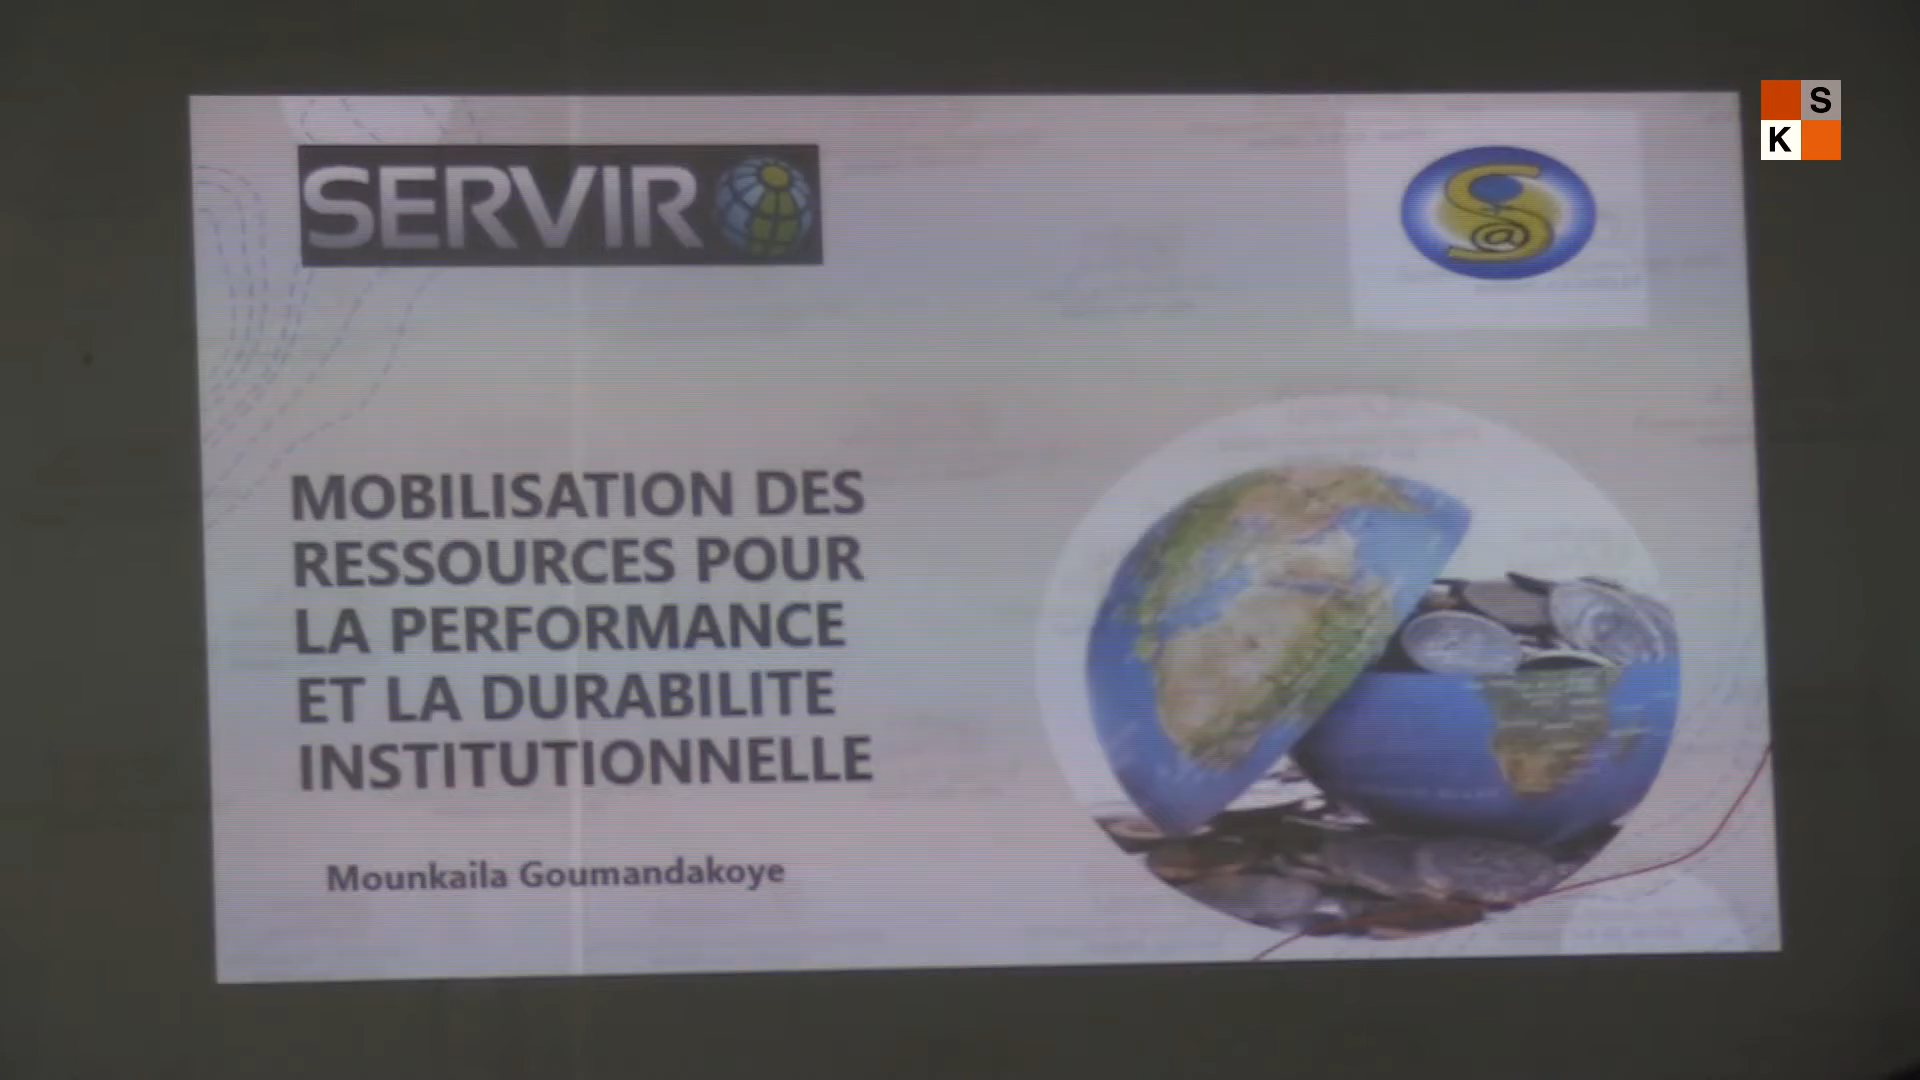 SERVIR
S
K
@
MOBILISATION DES
RESSOURCES POUR
LA PERFORMANCE
ET LA DURABILITE
INSTITUTIONNELLE
Mounkaila Goumandakoye